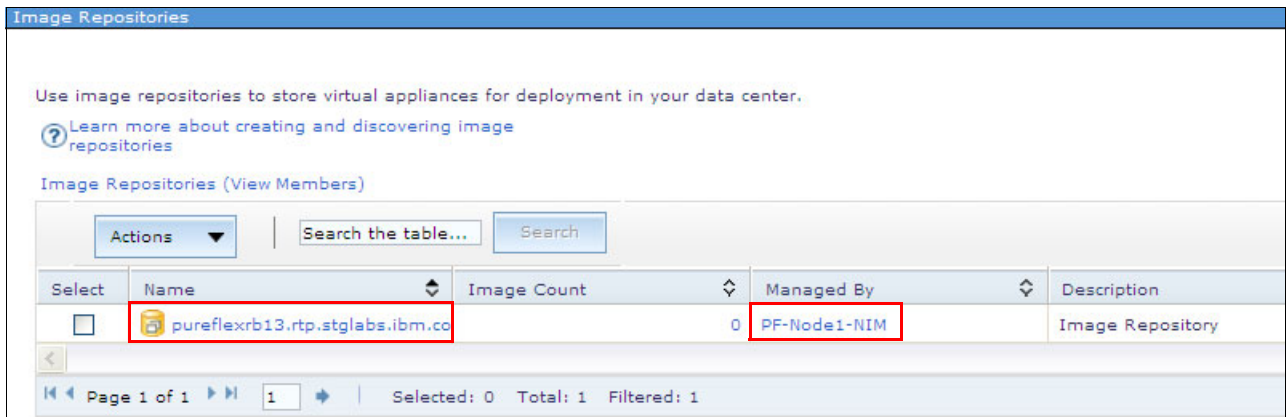 Image Repositories
Use image repositories to store virtual appliances for deployment in your data center.
Learn more about creating and discovering image
repositories
Image Repositories (View Members)
Actions Search the table... Search
Select Name Image Count Managed By Description
pureflexrb13.rtp.stglabs.ibm.co 0 PF-Node1-NIM Image Repository
Page 1 of 1 1 Selected: 0 Total: 1 Filtered: 1